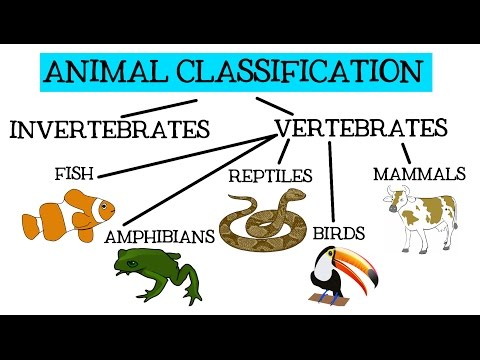 ANIMAL CLASSIFICATION
INVERTEBRATES
VERTEBRATES
FISH
REPTILES
MAMMALS
AMPHIBIANS
BIRDS